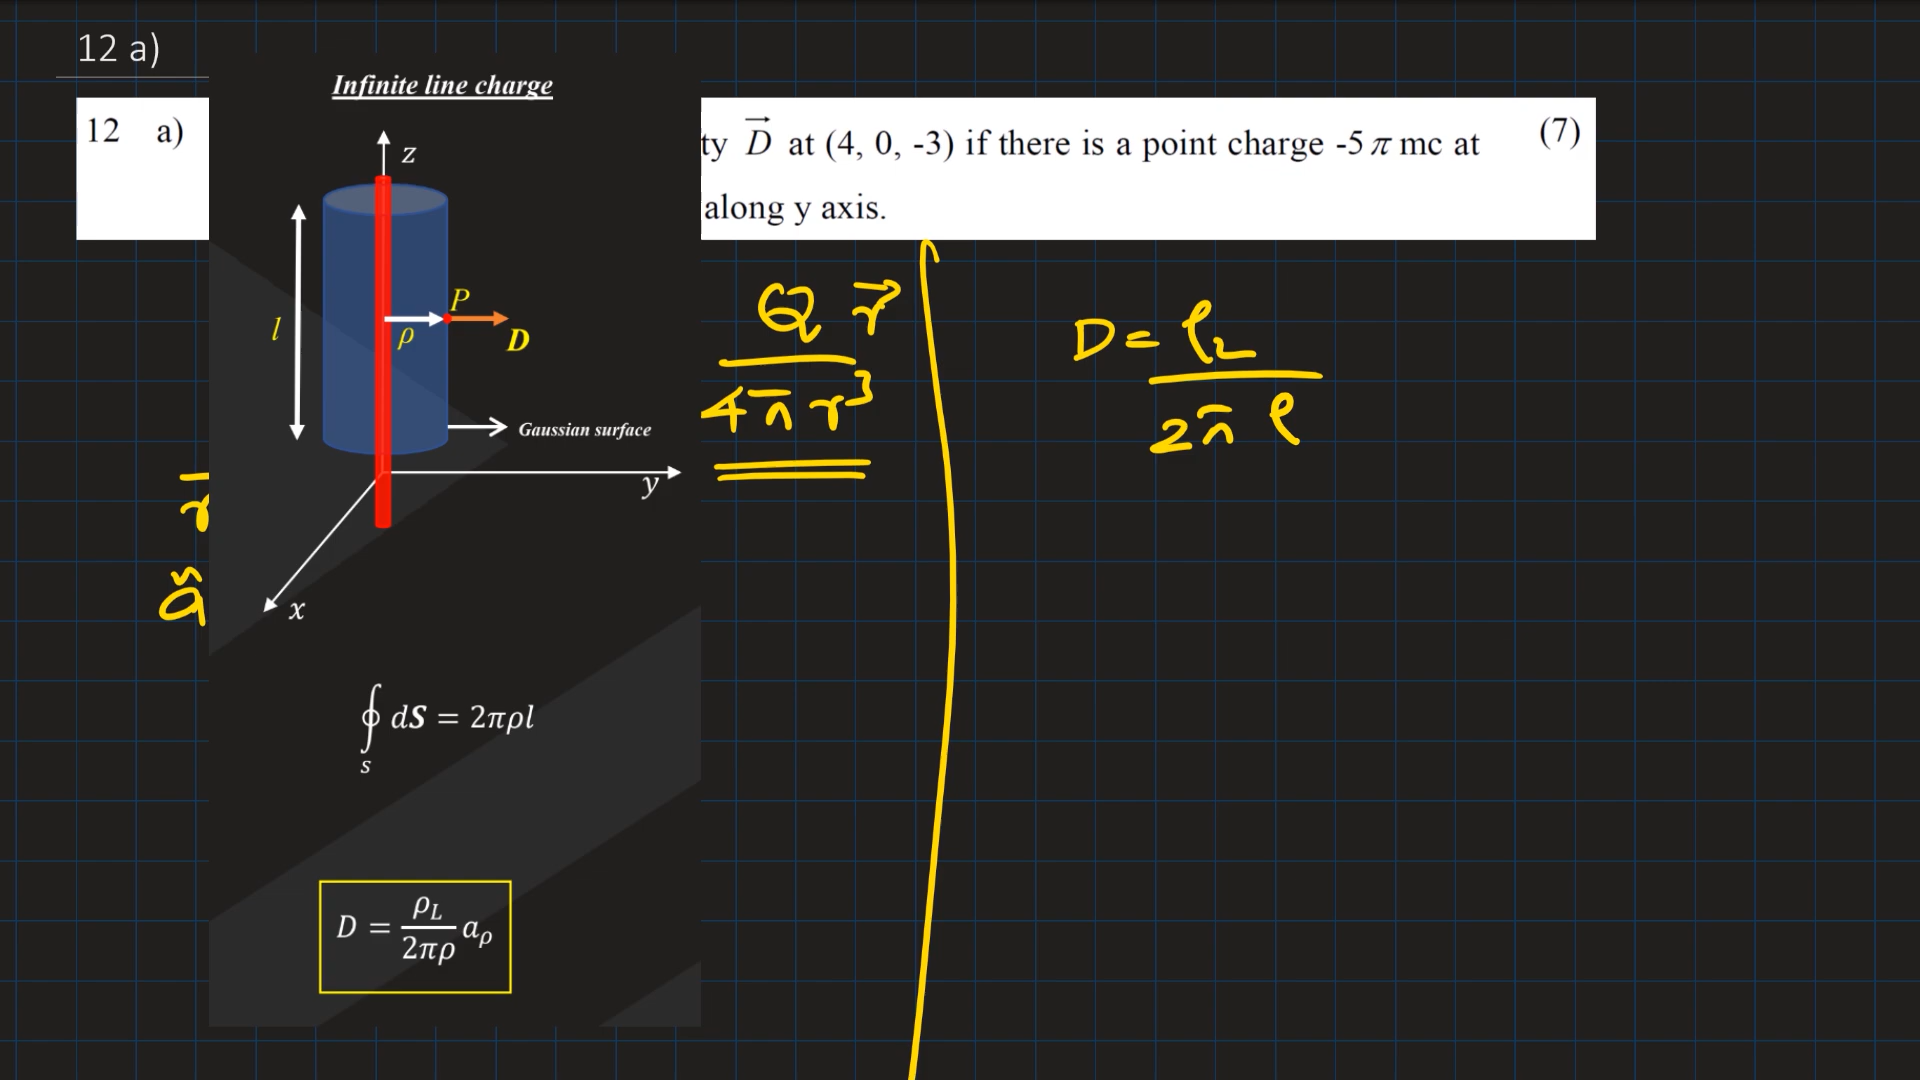 12 a)
Infinite line charge
12 a)
ty D⃗ at (4, 0, -3) if there is a point charge -5 π mc at (7)
along y axis.
z
l
P
ρ
D
Gaussian surface
y
x
Q r⃗
4π r³
D = ρL
2π ρ
r
â
∮ dS = 2πρl
s
D = ρL / 2πρ aρ